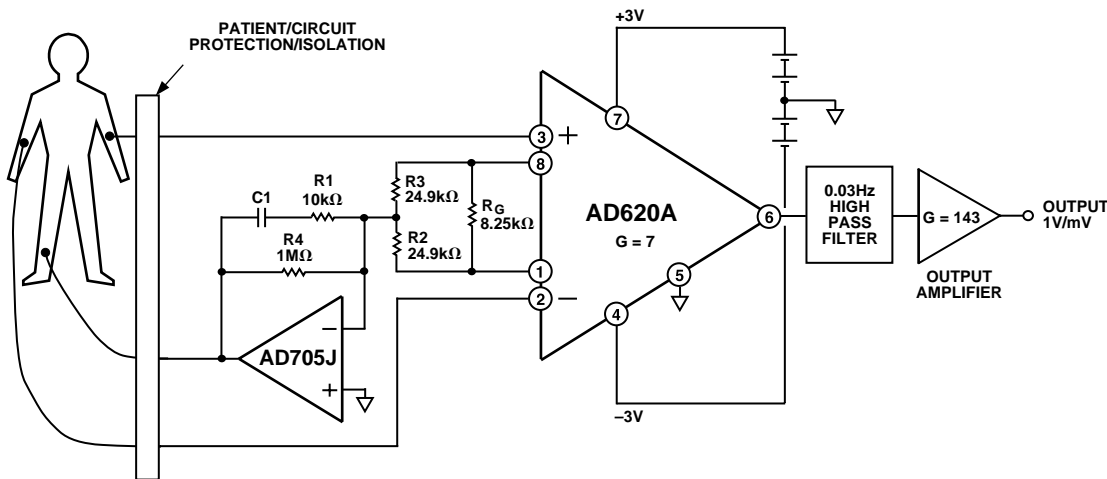 PATIENT/CIRCUIT
PROTECTION/ISOLATION
+3V
3
+
7
8
R1
10kΩ
C1
R3
24.9kΩ
RG
8.25kΩ
R4
1MΩ
R2
24.9kΩ
AD620A
G = 7
6
0.03Hz
HIGH
PASS
FILTER
G = 143
OUTPUT
1V/mV
OUTPUT
AMPLIFIER
1
2
–
5
4
–
AD705J
+
–3V